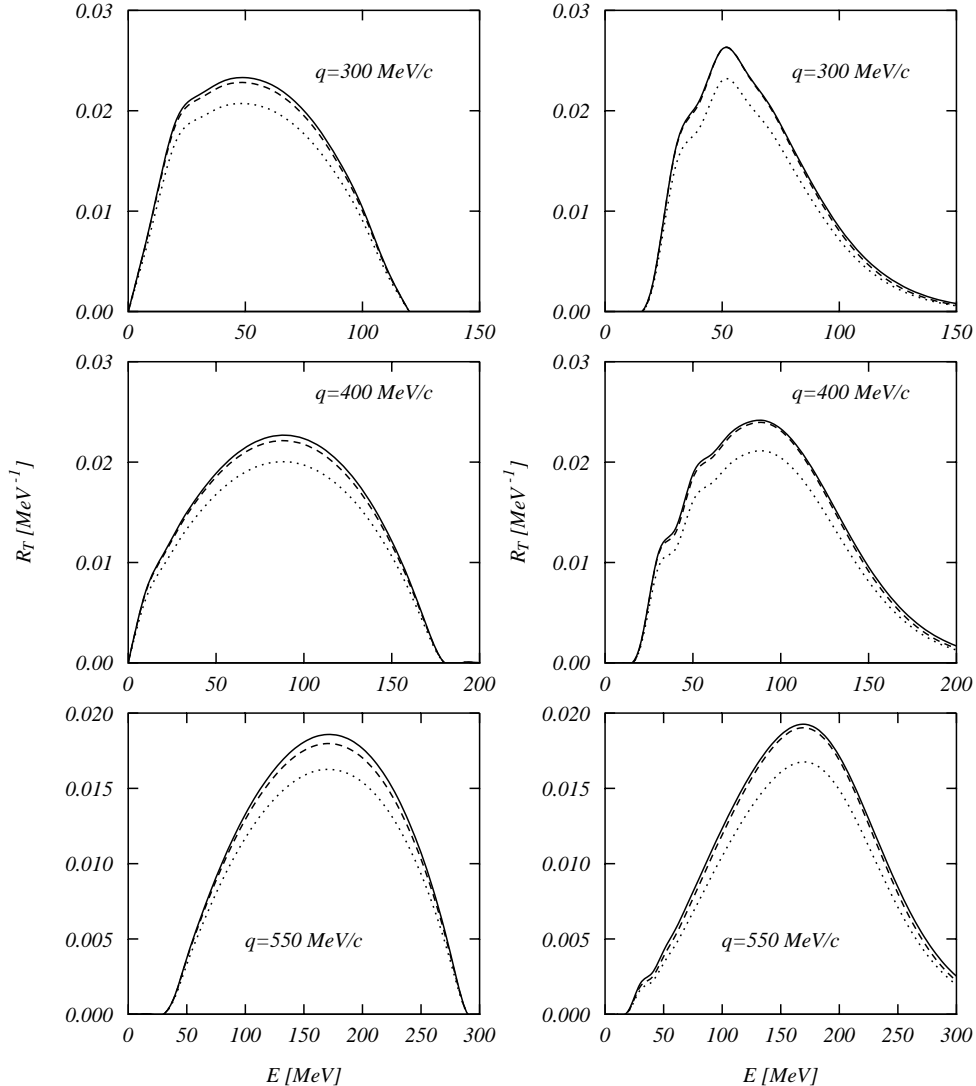 0.03
0.02
0.01
0.00
q=300 MeV/c
0 50 100 150
0.03
0.02
0.01
0.00
q=300 MeV/c
0 50 100 150
R_T [MeV^-1]
0.03
0.02
0.01
0.00
q=400 MeV/c
0 50 100 150 200
R_T [MeV^-1]
0.03
0.02
0.01
0.00
q=400 MeV/c
0 50 100 150 200
0.020
0.015
0.010
0.005
0.000
q=550 MeV/c
0 50 100 150 200 250 300
E [MeV]
0.020
0.015
0.010
0.005
0.000
q=550 MeV/c
0 50 100 150 200 250 300
E [MeV]